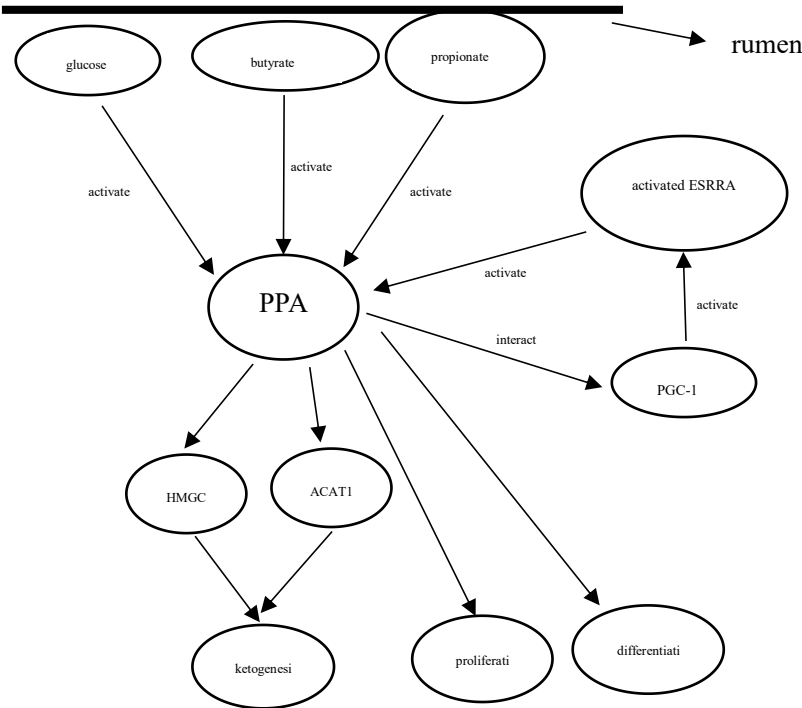 rumen
glucose
butyrate
propionate
activate
activate
activate
activated ESRRA
activate
activate
PPA
interact
PGC-1
HMGC
ACAT1
ketogenesi
proliferati
differentiati